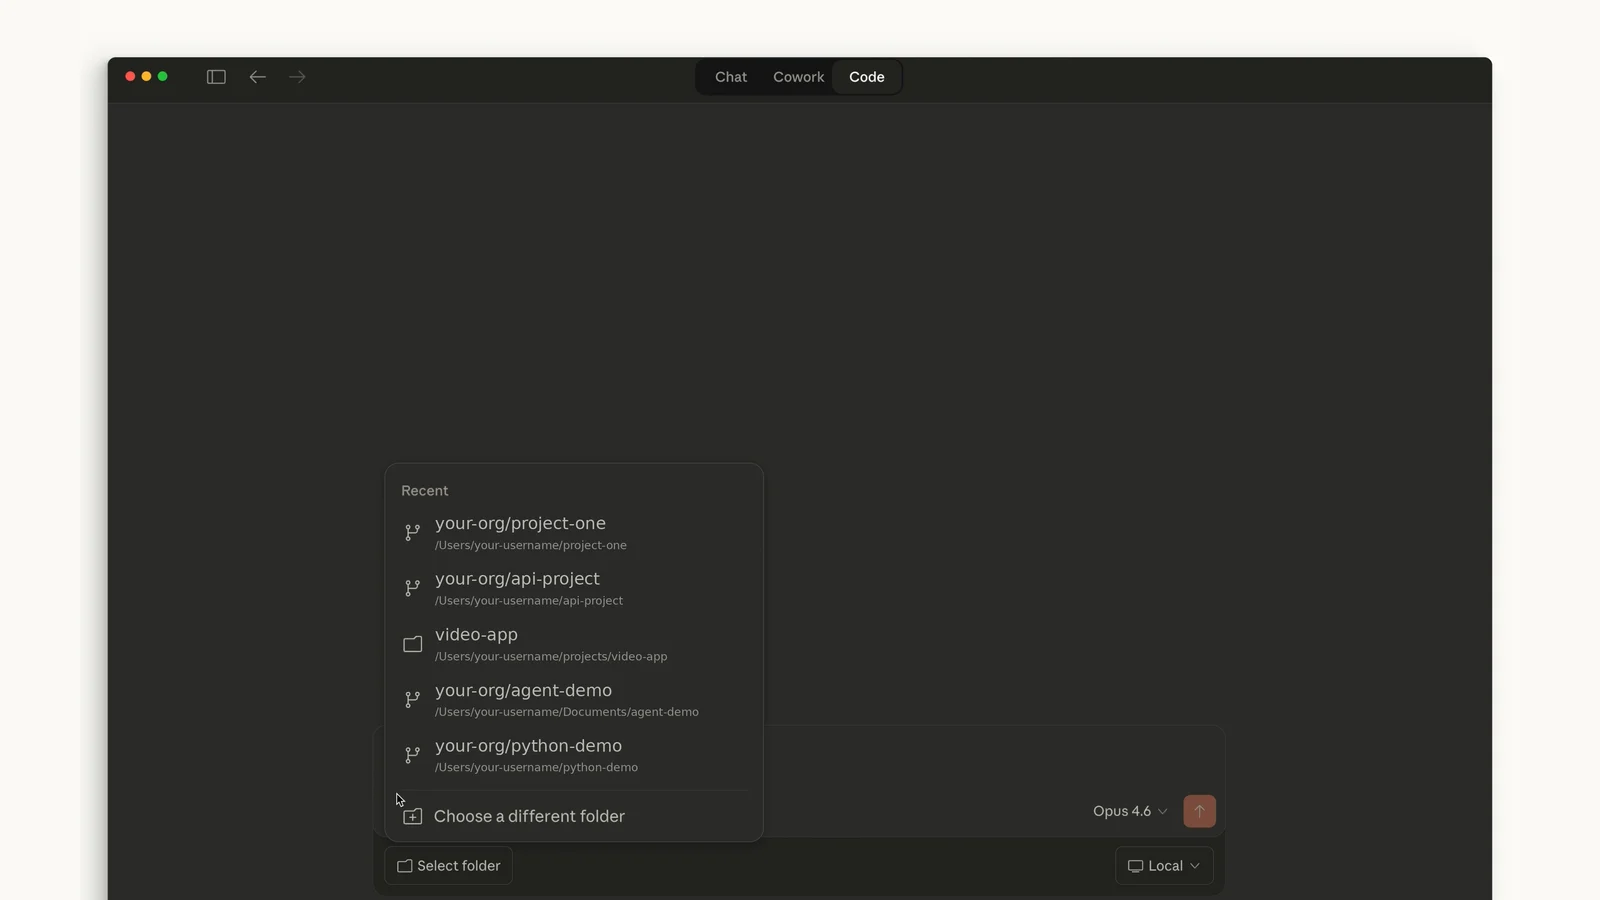 Chat Cowork Code
Recent
your-org/project-one
/Users/your-username/project-one
your-org/api-project
/Users/your-username/api-project
video-app
/Users/your-username/projects/video-app
your-org/agent-demo
/Users/your-username/Documents/agent-demo
your-org/python-demo
/Users/your-username/python-demo
Choose a different folder
Opus 4.6
Select folder
Local